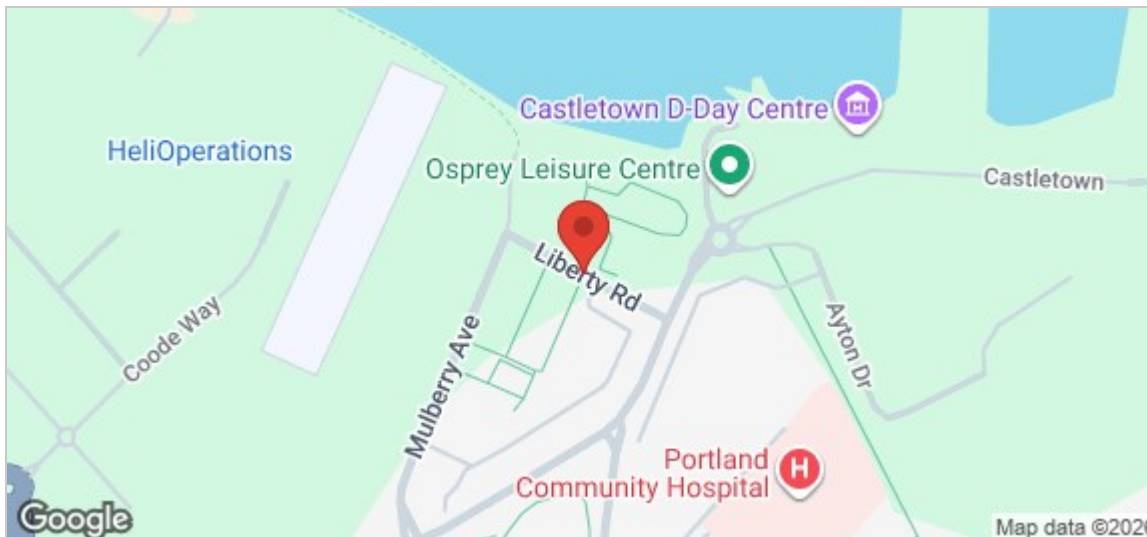 Castletown D-Day Centre
HeliOperations
Osprey Leisure Centre
Castletown
Liberty Rd
Coode Way
Mulberry Ave
Ayton Dr
Portland
Community Hospital
H
Google
Map data ©2026